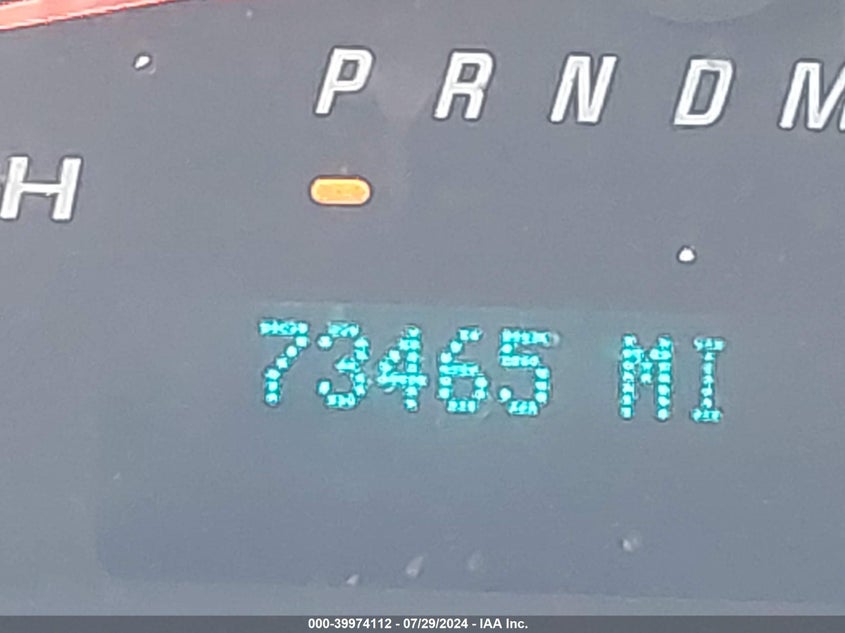 P R N D M
H
73465 MI
000-39974112 - 07/29/2024 - IAA Inc.